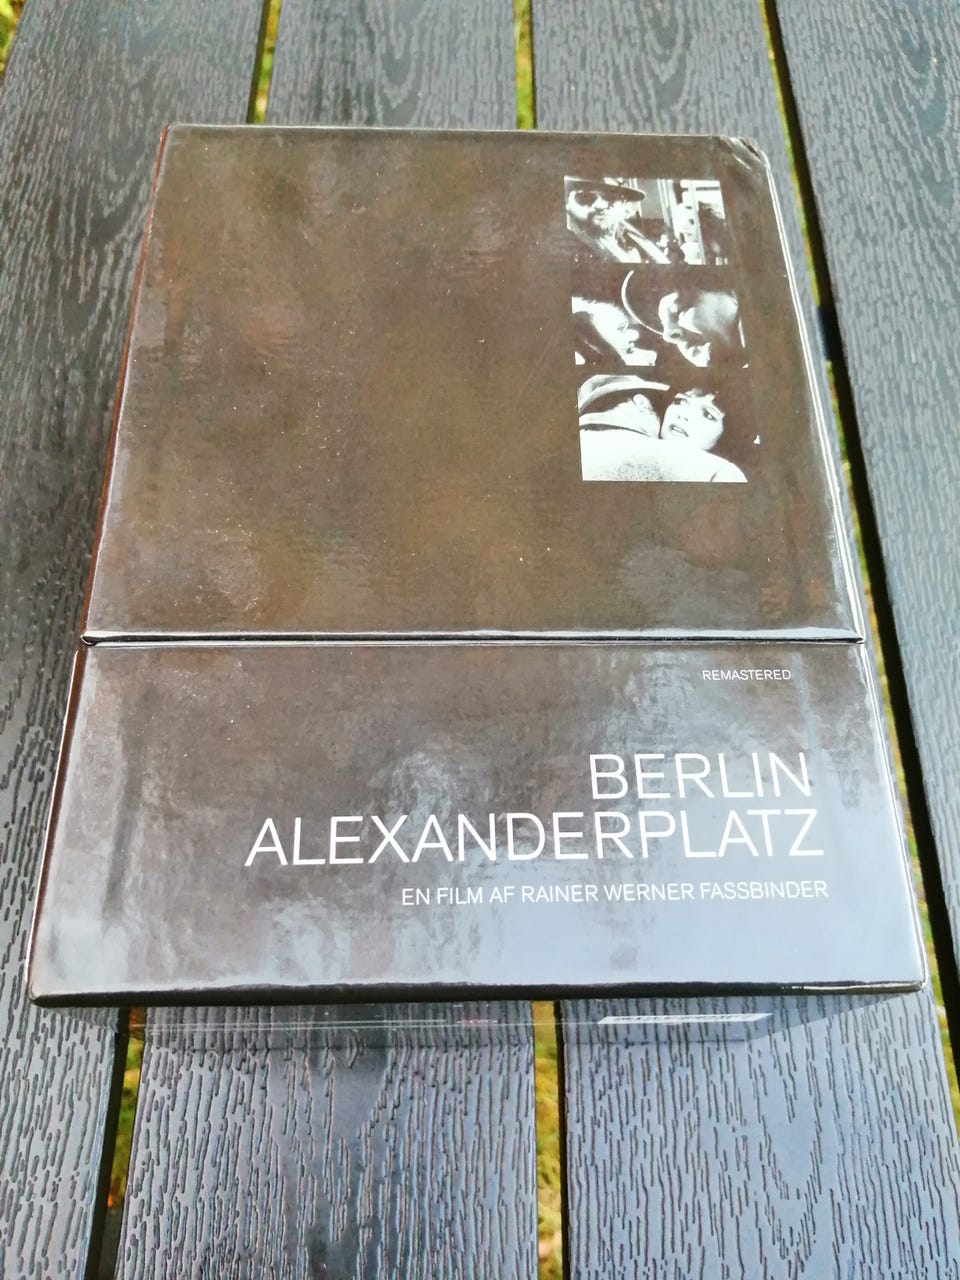 REMASTERED
BERLIN
ALEXANDERPLATZ
EN FILM AF RAINER WERNER FASSBINDER